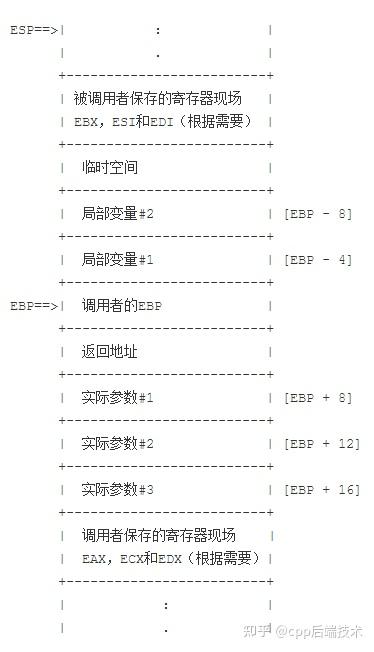 ESP==>|           :           |
|           .           |
+-----------------------+
| 被调用者保存的寄存器现场
| EBX，ESI和EDI（根据需要）|
+-----------------------+
|  临时空间              |
+-----------------------+
|  局部变量#2            | [EBP - 8]
+-----------------------+
|  局部变量#1            | [EBP - 4]
+-----------------------+
EBP==>|  调用者的EBP           |
+-----------------------+
|  返回地址              |
+-----------------------+
|  实际参数#1            | [EBP + 8]
+-----------------------+
|  实际参数#2            | [EBP + 12]
+-----------------------+
|  实际参数#3            | [EBP + 16]
+-----------------------+
|  调用者保存的寄存器现场  |
|  EAX，ECX和EDX（根据需要）|
+-----------------------+
|           :           |
|           .           |
知乎 @cpp后端技术